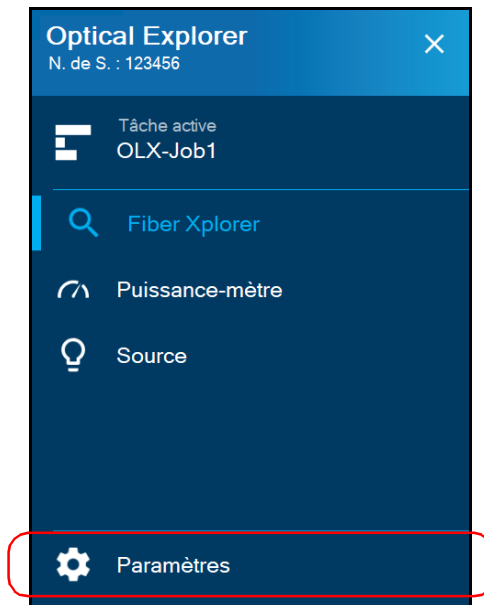 Optical Explorer
N. de S. : 123456
Tâche active
OLX-Job1
Fiber Xplorer
Puissance-mètre
Source
Paramètres